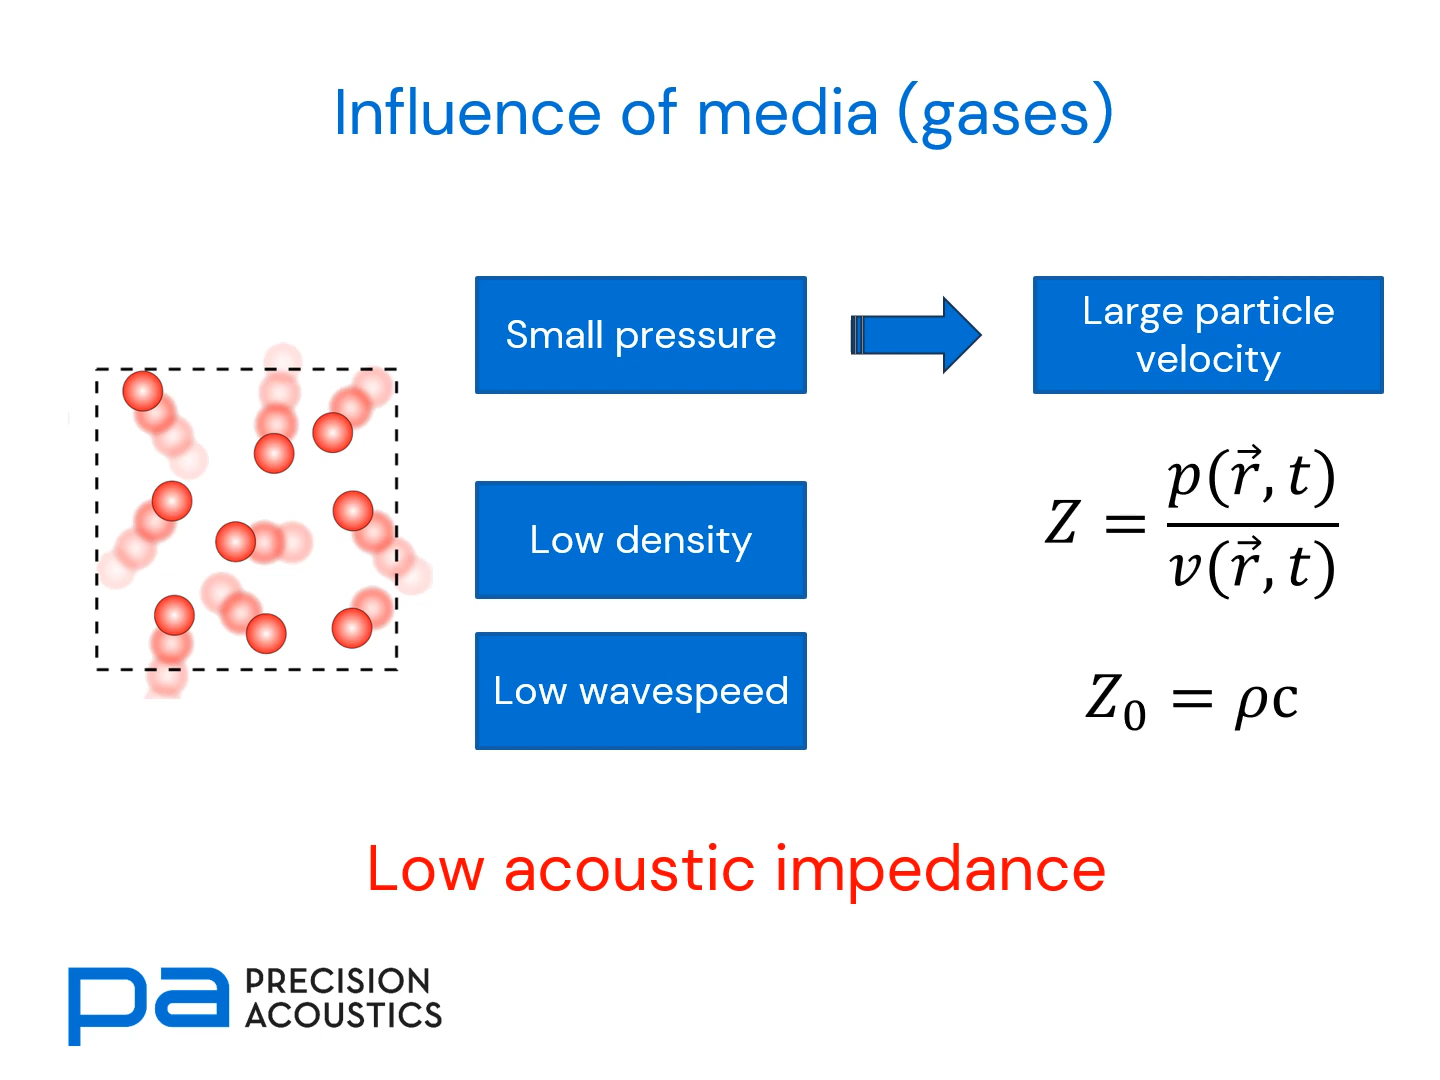 Influence of media (gases)
Small pressure
Large particle
velocity
Low density
Low wavespeed
Z = p(r⃗, t) / v(r⃗, t)
Z₀ = ρc
Low acoustic impedance
pa PRECISION
ACOUSTICS